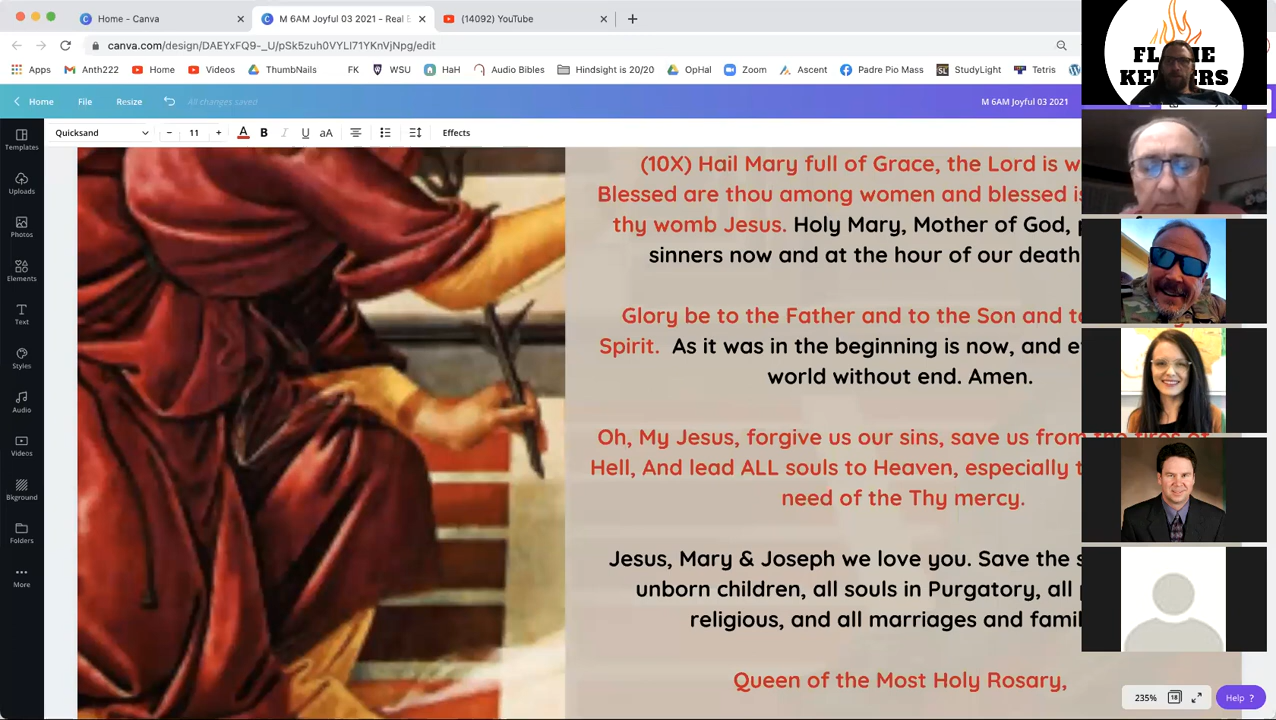 Home - Canva
M 6AM Joyful 03 2021 - Real E
(14092) YouTube
canva.com/design/DAEYxFQ9-_U/pSk5zuh0VYLI71YKnVjNpg/edit
Apps Anth222 Home Videos ThumbNails FK WSU HaH Audio Bibles Hindsight is 20/20 OpHal Zoom Ascent Padre Pio Mass StudyLight Tetris
Home File Resize All changes saved M 6AM Joyful 03 2021
Quicksand 11 B U aA Effects
Templates
Uploads
Photos
Elements
Text
Styles
Audio
Videos
Bkground
Folders
More
(10X) Hail Mary full of Grace, the Lord is w
Blessed are thou among women and blessed is
thy womb Jesus. Holy Mary, Mother of God, p
sinners now and at the hour of our death
Glory be to the Father and to the Son and to
Spirit. As it was in the beginning is now, and e
world without end. Amen.
Oh, My Jesus, forgive us our sins, save us from the fires of
Hell, And lead ALL souls to Heaven, especially t
need of the Thy mercy.
Jesus, Mary & Joseph we love you. Save the s
unborn children, all souls in Purgatory, all p
religious, and all marriages and famil
Queen of the Most Holy Rosary,
235% 18 Help ?